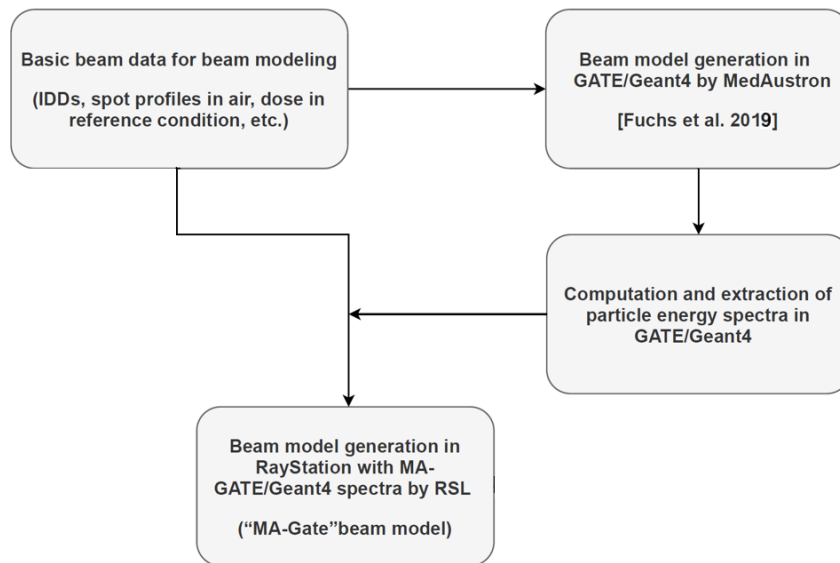 Basic beam data for beam modeling
(IDDs, spot profiles in air, dose in
reference condition, etc.)
Beam model generation in
GATE/Geant4 by MedAustron
[Fuchs et al. 2019]
Computation and extraction of
particle energy spectra in
GATE/Geant4
Beam model generation in
RayStation with MA-
GATE/Geant4 spectra by RSL
(“MA-Gate”beam model)